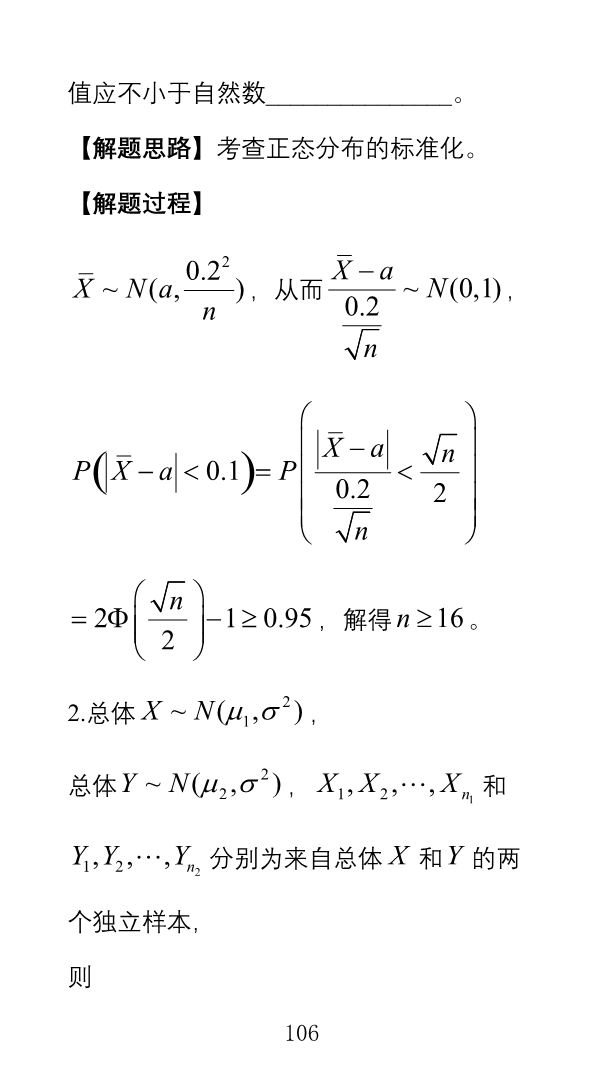 值应不小于自然数_______________。
【解题思路】考查正态分布的标准化。
【解题过程】
$\overline{X} \sim N(a,\frac{0.2^2}{n})$，从而$\frac{\overline{X}-a}{\frac{0.2}{\sqrt{n}}} \sim N(0,1)$，
$P\left(\left|\overline{X}-a\right|<0.1\right)=P\left(\frac{\left|\overline{X}-a\right|}{\frac{0.2}{\sqrt{n}}}<\frac{\sqrt{n}}{2}\right)$
$=2\Phi\left(\frac{\sqrt{n}}{2}\right)-1\geq 0.95$，解得$n\geq 16$。
2.总体$X \sim N(\mu_1,\sigma^2)$，
总体$Y \sim N(\mu_2,\sigma^2)$，$X_1,X_2,\cdots,X_{n_1}$和
$Y_1,Y_2,\cdots,Y_{n_2}$分别为来自总体$X$和$Y$的两
个独立样本，
则
106